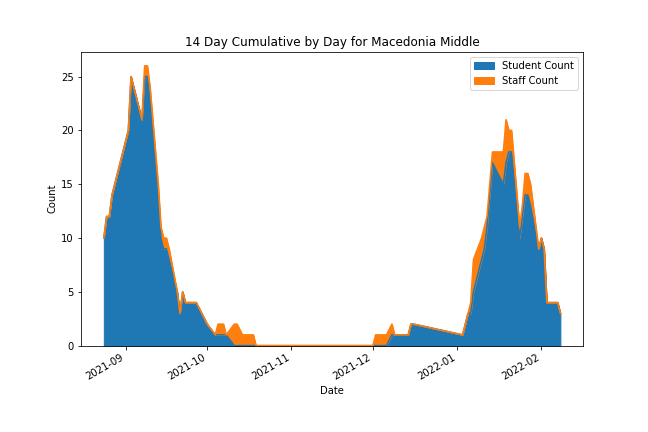 14 Day Cumulative by Day for Macedonia Middle
Student Count
Staff Count
Count
25
20
15
10
5
0
2021-09
2021-10
2021-11
2021-12
2022-01
2022-02
Date